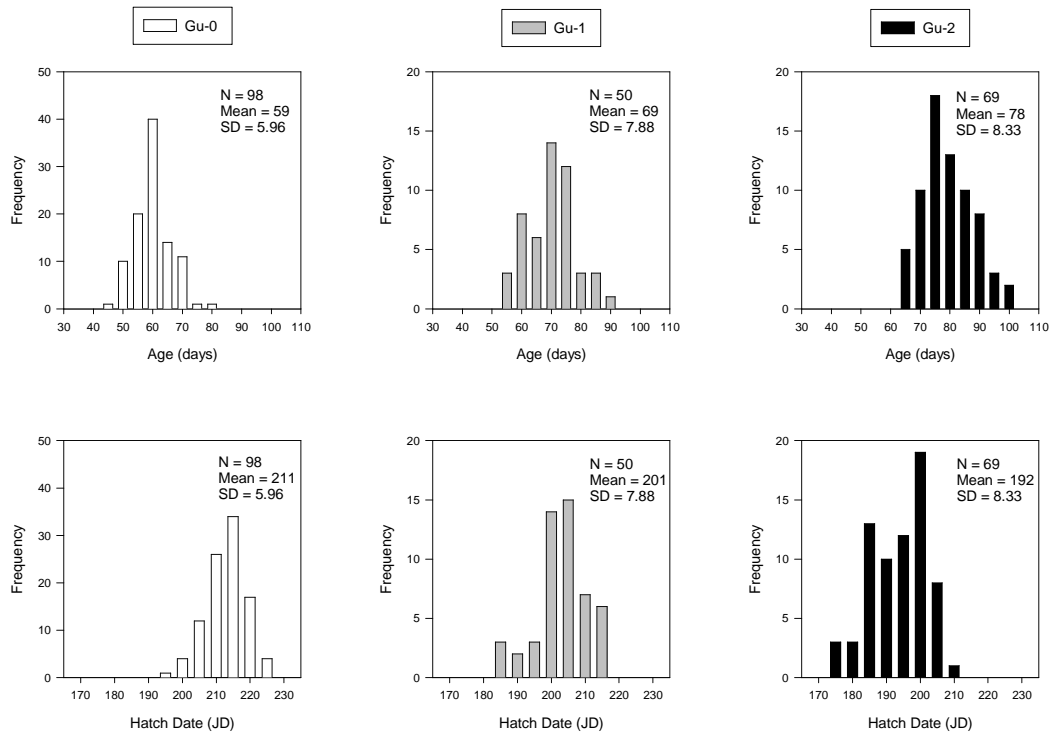 Gu-0
Gu-1
Gu-2
50
40
30
20
10
0
Frequency
N = 98
Mean = 59
SD = 5.96
30 40 50 60 70 80 90 100 110
Age (days)
20
15
10
5
0
Frequency
N = 50
Mean = 69
SD = 7.88
30 40 50 60 70 80 90 100 110
Age (days)
20
15
10
5
0
Frequency
N = 69
Mean = 78
SD = 8.33
30 40 50 60 70 80 90 100 110
Age (days)
50
40
30
20
10
0
Frequency
N = 98
Mean = 211
SD = 5.96
170 180 190 200 210 220 230
Hatch Date (JD)
20
15
10
5
0
Frequency
N = 50
Mean = 201
SD = 7.88
170 180 190 200 210 220 230
Hatch Date (JD)
20
15
10
5
0
Frequency
N = 69
Mean = 192
SD = 8.33
170 180 190 200 210 220 230
Hatch Date (JD)